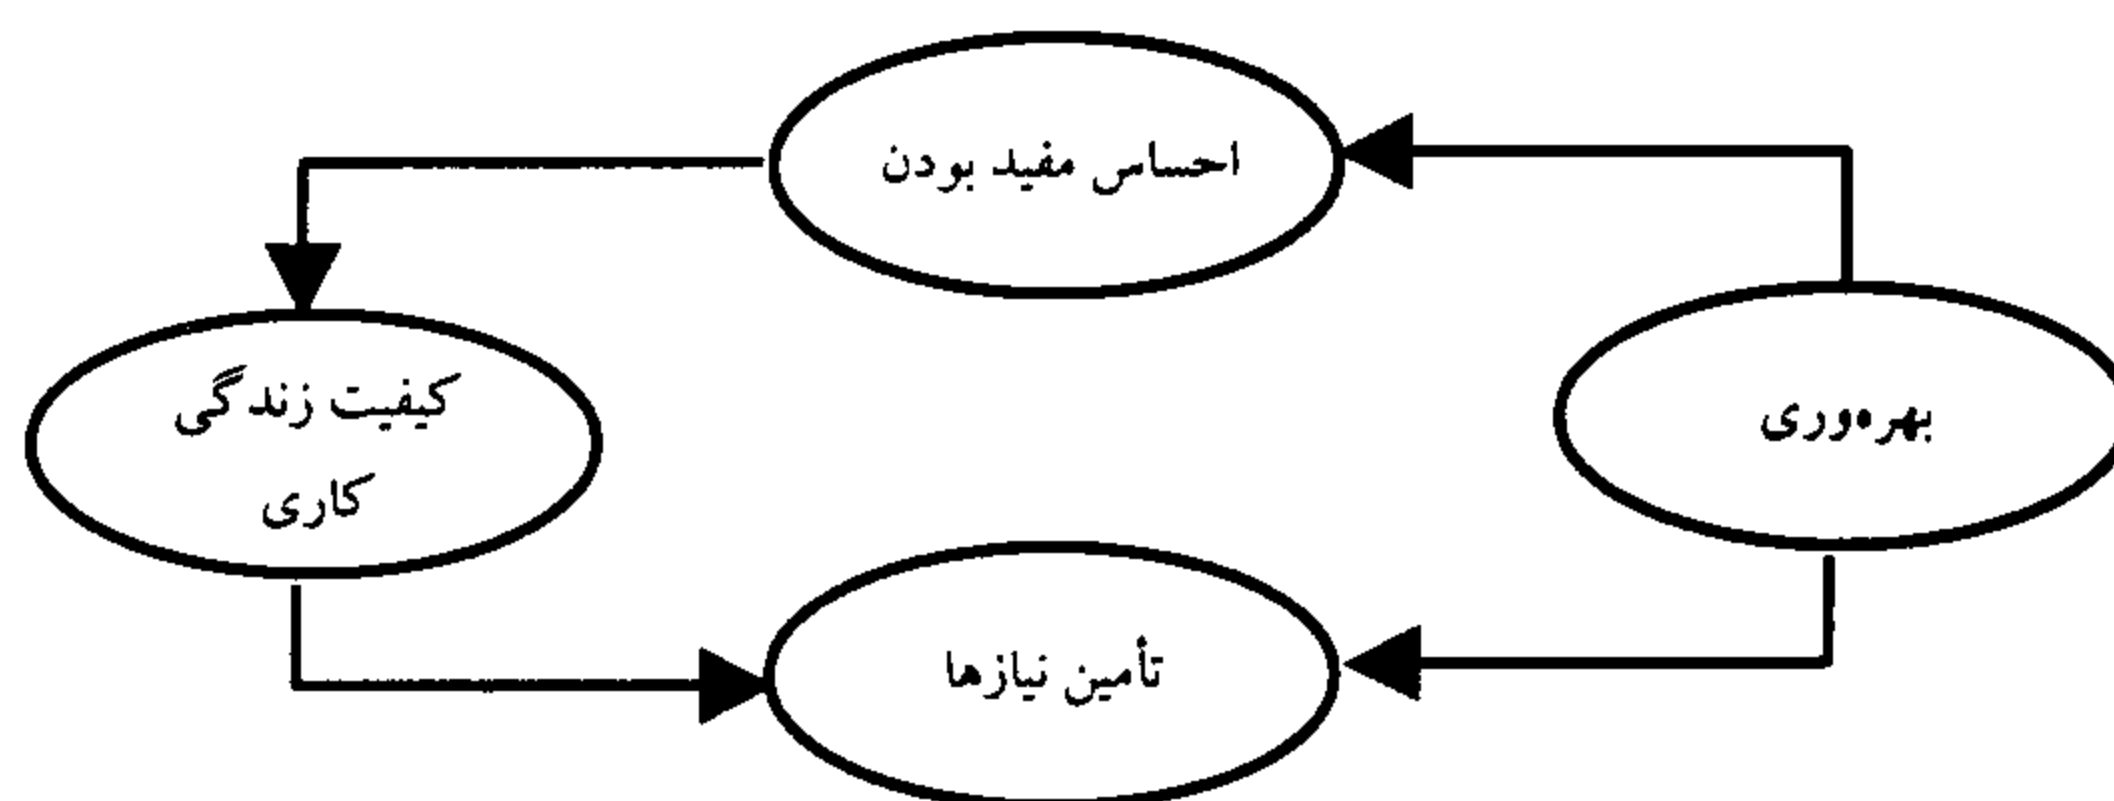 احساس مفید بودن
بهره‌وری
کیفیت زندگی
کاری
تأمین نیازها